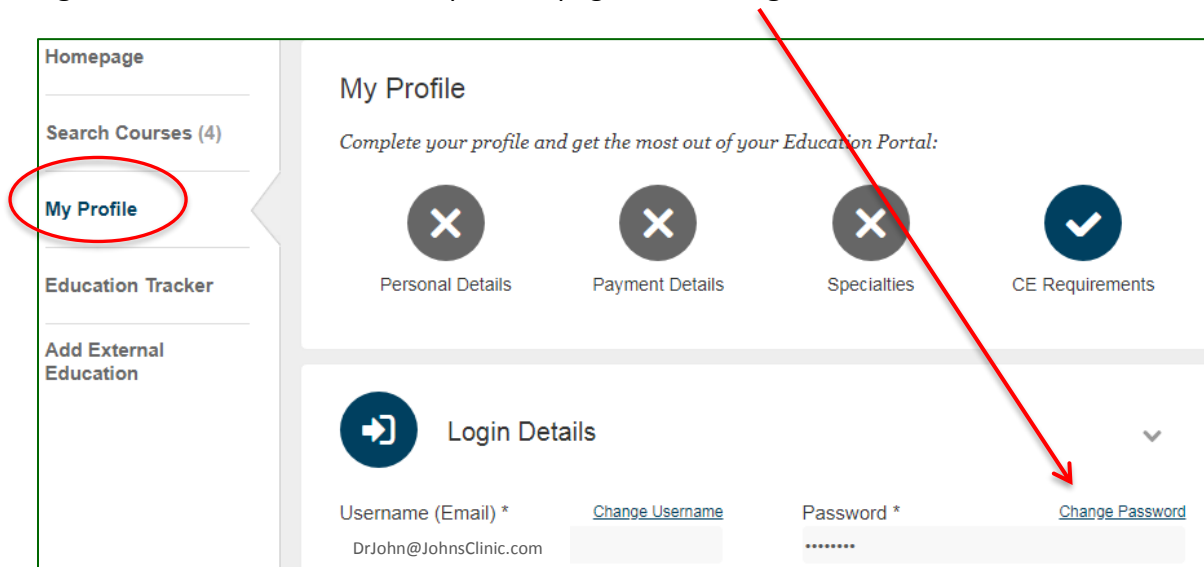 Homepage
Search Courses (4)
My Profile
Education Tracker
Add External
Education
My Profile
Complete your profile and get the most out of your Education Portal:
Personal Details
Payment Details
Specialties
CE Requirements
Login Details
Username (Email) *
Change Username
Password *
Change Password
DrJohn@JohnsClinic.com
••••••••